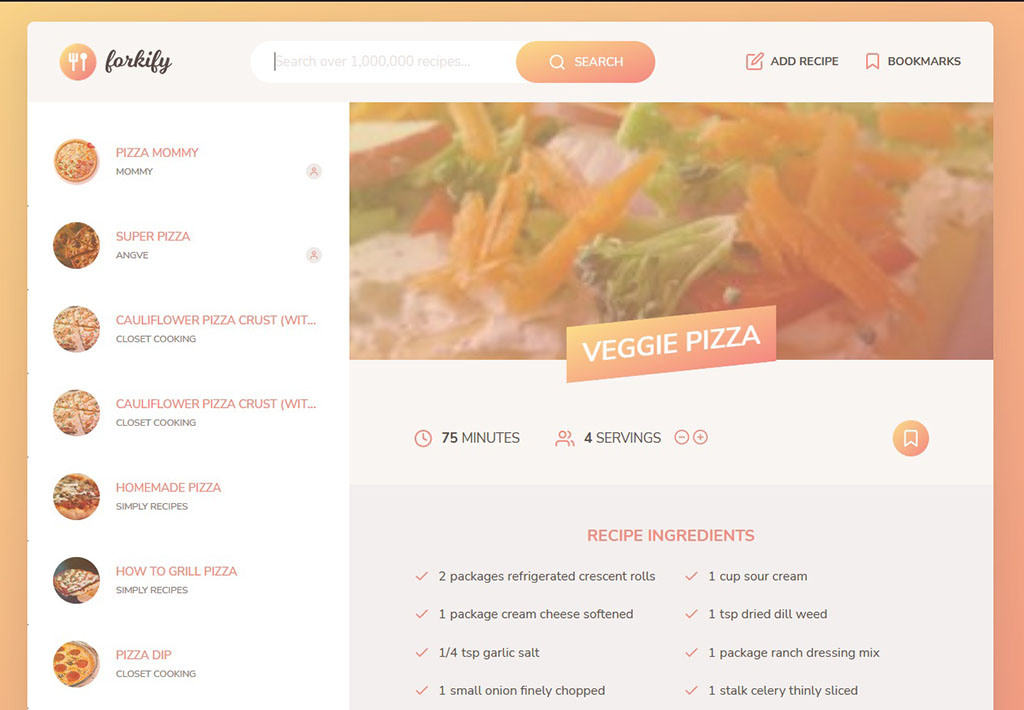 forkify
Search over 1,000,000 recipes...
SEARCH
ADD RECIPE
BOOKMARKS
PIZZA MOMMY
MOMMY
SUPER PIZZA
ANGVE
CAULIFLOWER PIZZA CRUST (WIT...
CLOSET COOKING
CAULIFLOWER PIZZA CRUST (WIT...
CLOSET COOKING
HOMEMADE PIZZA
SIMPLY RECIPES
HOW TO GRILL PIZZA
SIMPLY RECIPES
PIZZA DIP
CLOSET COOKING
VEGGIE PIZZA
75 MINUTES
4 SERVINGS
RECIPE INGREDIENTS
2 packages refrigerated crescent rolls
1 cup sour cream
1 package cream cheese softened
1 tsp dried dill weed
1/4 tsp garlic salt
1 package ranch dressing mix
1 small onion finely chopped
1 stalk celery thinly sliced